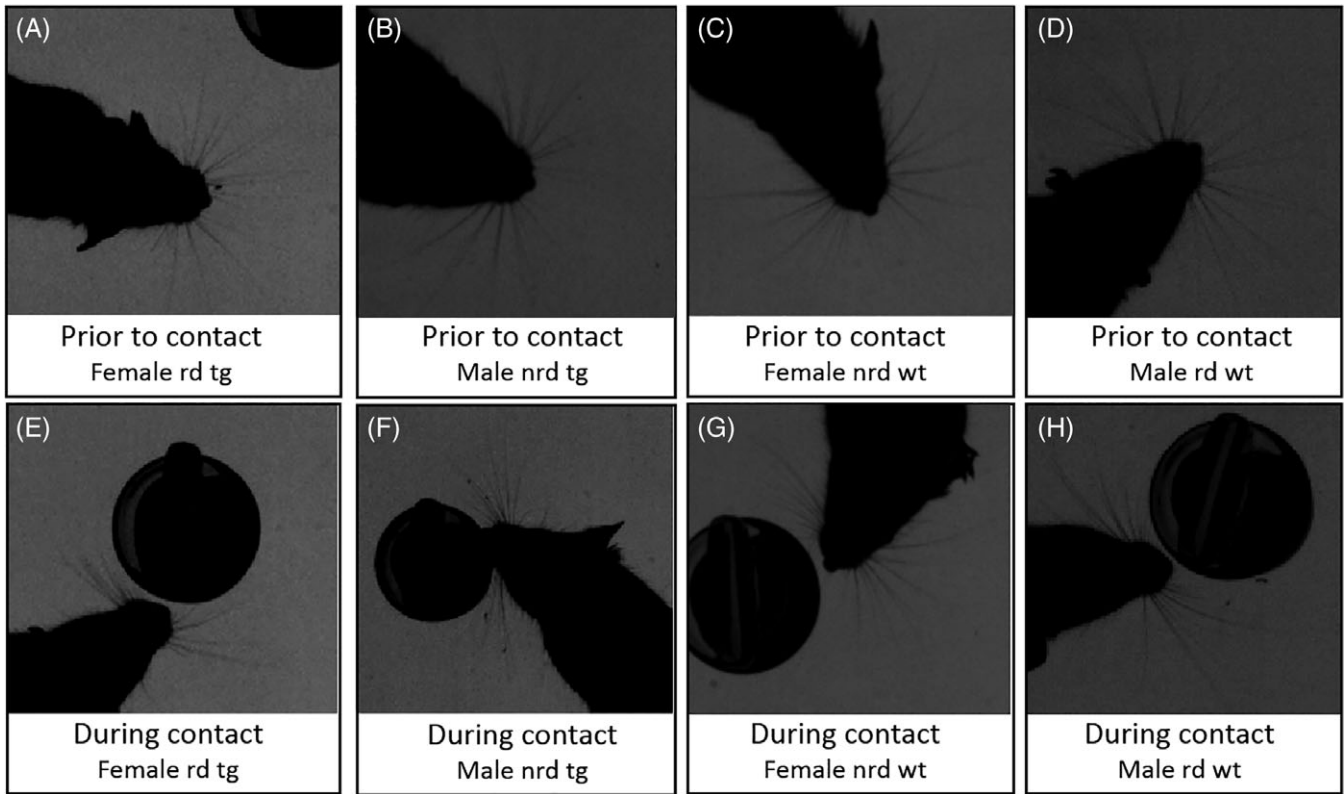 (A)
(B)
(C)
(D)
Prior to contact
Female rd tg
Prior to contact
Male nrd tg
Prior to contact
Female nrd wt
Prior to contact
Male rd wt
(E)
(F)
(G)
(H)
During contact
Female rd tg
During contact
Male nrd tg
During contact
Female nrd wt
During contact
Male rd wt